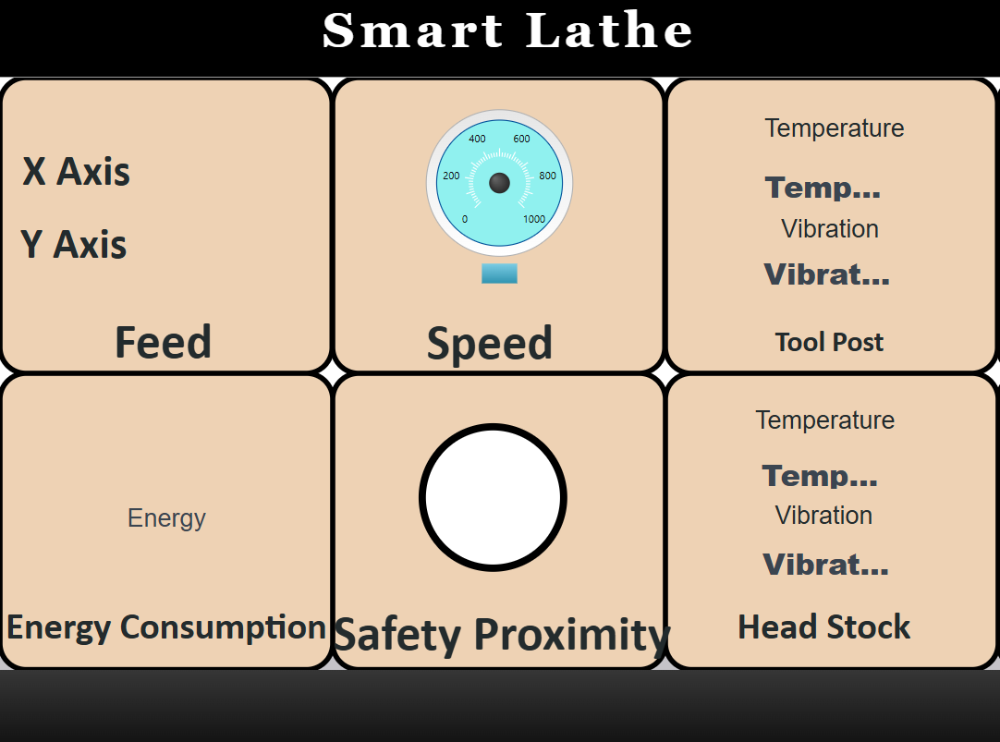 Smart Lathe
X Axis
Y Axis
Feed
400 600
200 800
0 1000
Speed
Temperature
Temp...
Vibration
Vibrat...
Tool Post
Energy
Energy Consumption
Safety Proximity
Temperature
Temp...
Vibration
Vibrat...
Head Stock